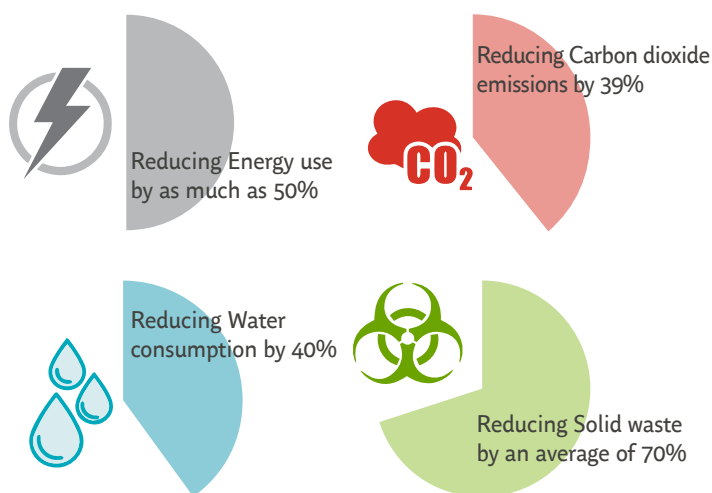 Reducing Energy use
by as much as 50%
Reducing Carbon dioxide
emissions by 39%
CO2
Reducing Water
consumption by 40%
Reducing Solid waste
by an average of 70%